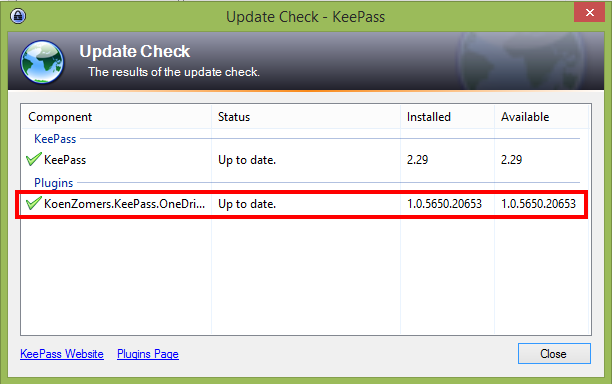 Update Check - KeePass
Update Check
The results of the update check.
Component Status Installed Available
KeePass
KeePass Up to date. 2.29 2.29
Plugins
KoenZomers.KeePass.OneDri... Up to date. 1.0.5650.20653 1.0.5650.20653
KeePass Website Plugins Page Close